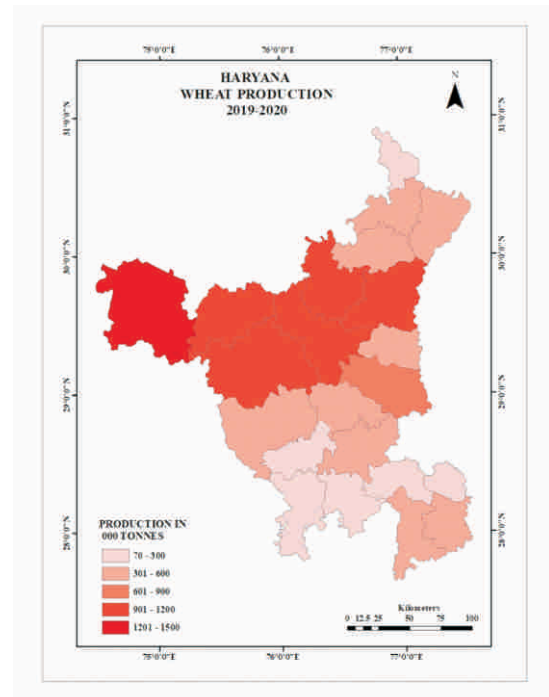 75°0'0"E 76°0'0"E 77°0'0"E
HARYANA
WHEAT PRODUCTION
2019-2020
N
31°0'0"N 31°0'0"N
30°0'0"N 30°0'0"N
29°0'0"N 29°0'0"N
28°0'0"N 28°0'0"N
PRODUCTION IN
000 TONNES
70 - 300
301 - 600
601 - 900
901 - 1200
1201 - 1500
Kilometers
0 12.5 25 50 75 100
75°0'0"E 76°0'0"E 77°0'0"E